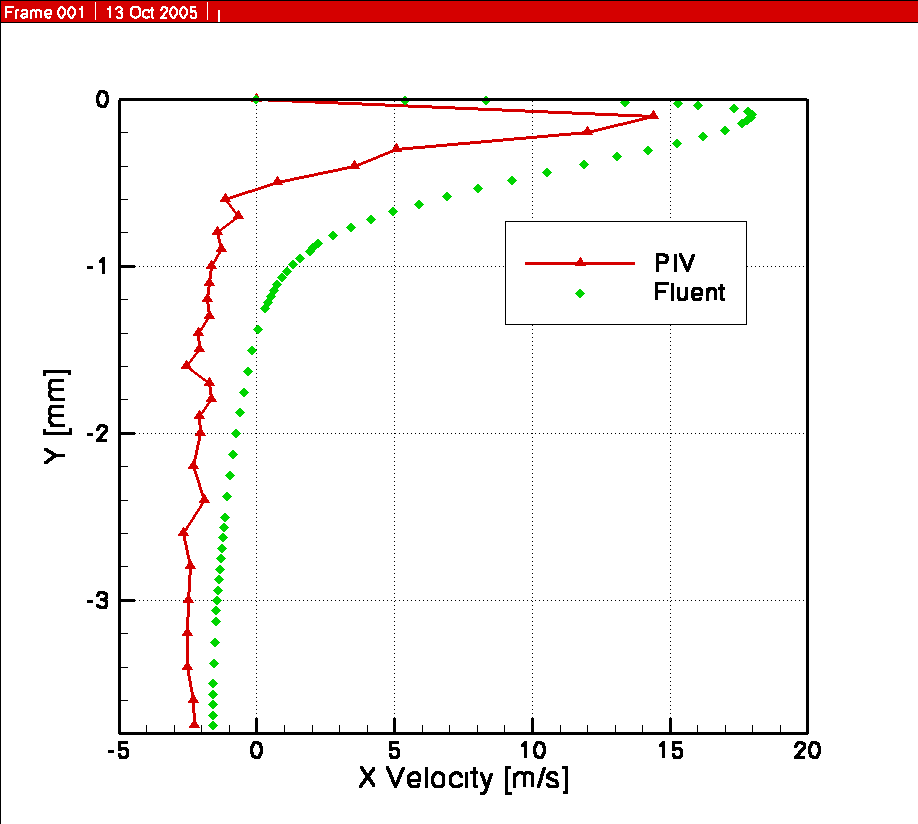 Frame 001 | 13 Oct 2005 |
0
-1
-2
-3
Y [mm]
PIV
Fluent
-5 0 5 10 15 20
X Velocity [m/s]